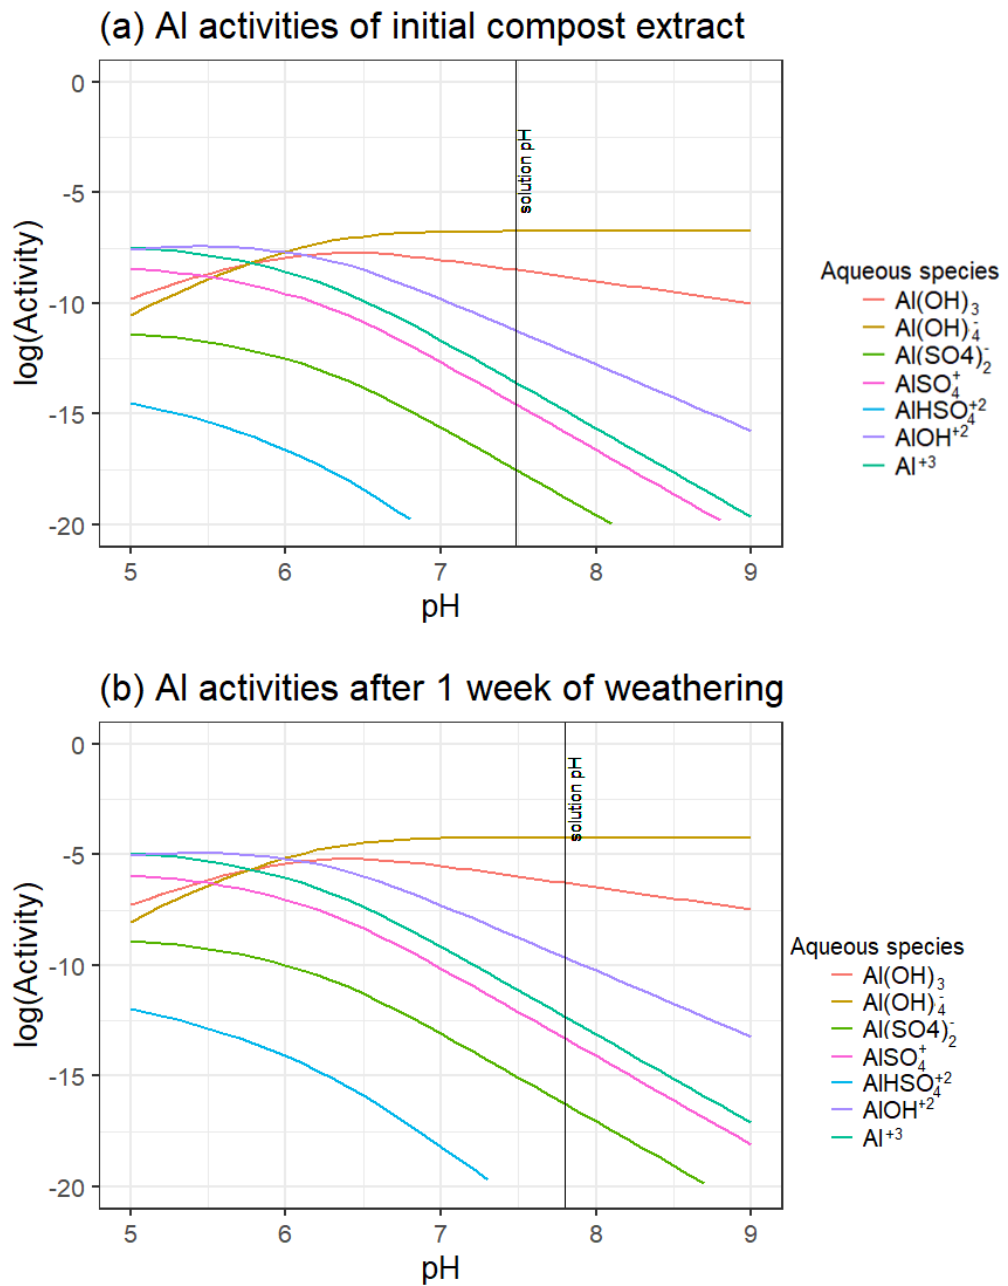 (a) Al activities of initial compost extract
0
-5
-10
-15
-20
log(Activity)
solution pH
5 6 7 8 9
pH
Aqueous species
Al(OH)₃
Al(OH)₄⁻
Al(SO4)₂⁻
AlSO₄⁺
AlHSO₄⁺²
AlOH⁺²
Al⁺³
(b) Al activities after 1 week of weathering
0
-5
-10
-15
-20
log(Activity)
solution pH
5 6 7 8 9
pH
Aqueous species
Al(OH)₃
Al(OH)₄⁻
Al(SO4)₂⁻
AlSO₄⁺
AlHSO₄⁺²
AlOH⁺²
Al⁺³